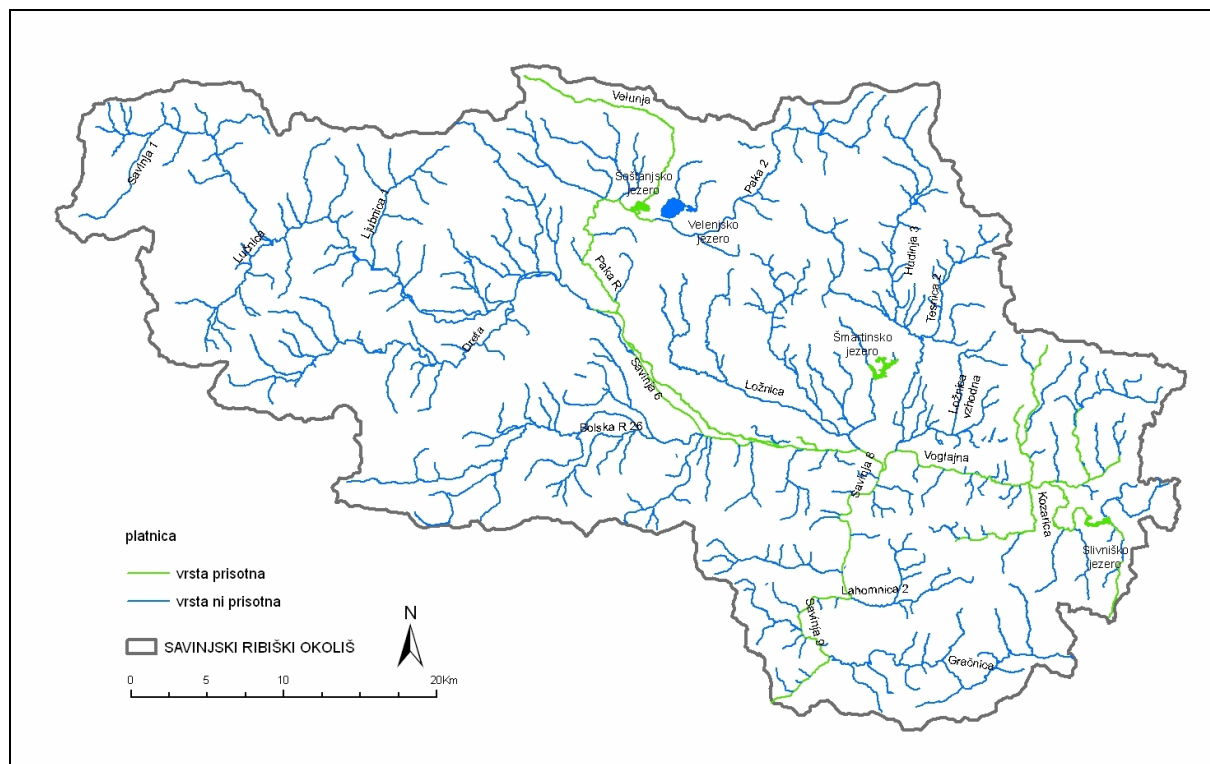 Velunja
Savinja 1
Šoštanjsko
jezero
Paka 2
Ljubnica 1
Velenjsko
jezero
Lučnica
Hudinja 3
Paka R
Tesnica 2
Dreta
Šmartinsko
jezero
Savinja 6
Ložnica
Ložnica
vzhodna
Bolska R 26
Voglajna
Savinja 8
Kozarica
Slivniško
jezero
platnica
vrsta prisotna
vrsta ni prisotna
SAVINJSKI RIBIŠKI OKOLIŠ
N
0 5 10 20Km
Lahomnica 2
Savinja 9
Gračnica